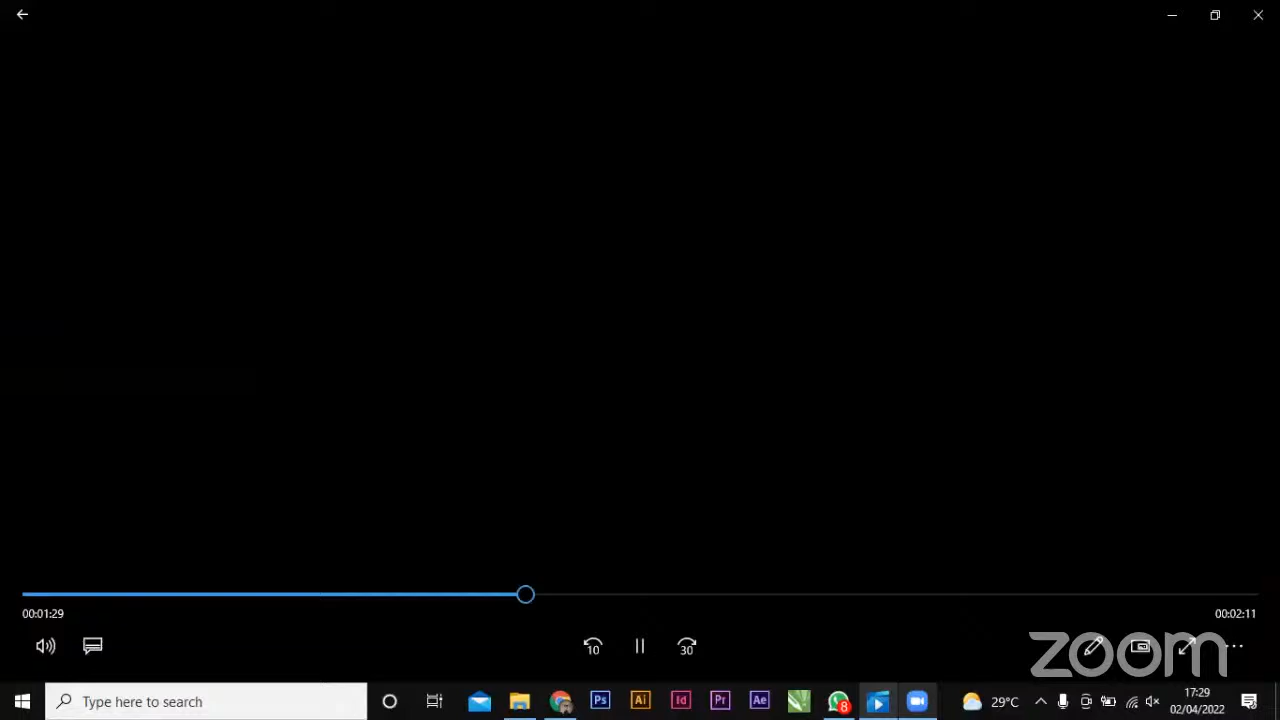 00:01:29
00:02:11
10
30
zoom
Type here to search
Ps
Ai
Id
Pr
Ae
8
29°C
17:29
02/04/2022